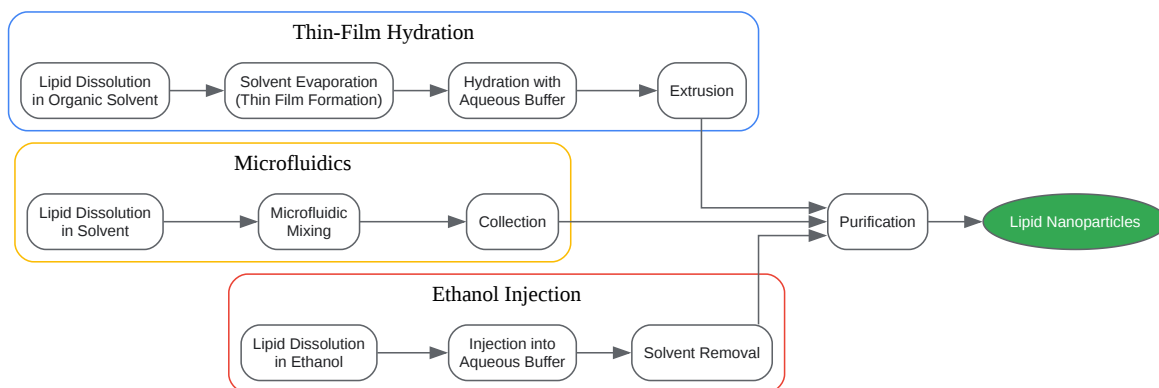 Thin-Film Hydration
Lipid Dissolution
in Organic Solvent
Solvent Evaporation
(Thin Film Formation)
Hydration with
Aqueous Buffer
Extrusion
Microfluidics
Lipid Dissolution
in Solvent
Microfluidic
Mixing
Collection
Purification
Lipid Nanoparticles
Ethanol Injection
Lipid Dissolution
in Ethanol
Injection into
Aqueous Buffer
Solvent Removal